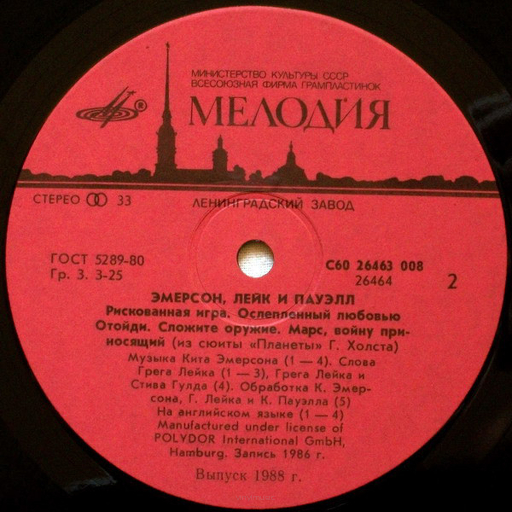 МИНИСТЕРСТВО КУЛЬТУРЫ СССР
ВСЕСОЮЗНАЯ ФИРМА ГРАМПЛАСТИНОК
МЕЛОДИЯ
®
СТЕРЕО 33
ЛЕНИНГРАДСКИЙ ЗАВОД
ГОСТ 5289-80
Гр. 3. 3-25
С60 26463 008
26464
2
ЭМЕРСОН, ЛЕЙК И ПАУЭЛЛ
Рискованная игра. Ослепленный любовью
Отойди. Сложите оружие. Марс, войну при-
носящий (из сюиты «Планеты» Г. Холста)
Музыка Кита Эмерсона (1 — 4). Слова
Грега Лейка (1 — 3), Грега Лейка и
Стива Гулда (4). Обработка К. Эмер-
сона, Г. Лейка и К. Пауэлла (5)
На английском языке (1 — 4)
Manufactured under license of
POLYDOR International GmbH,
Hamburg. Запись 1986 г.
Выпуск 1988 г.